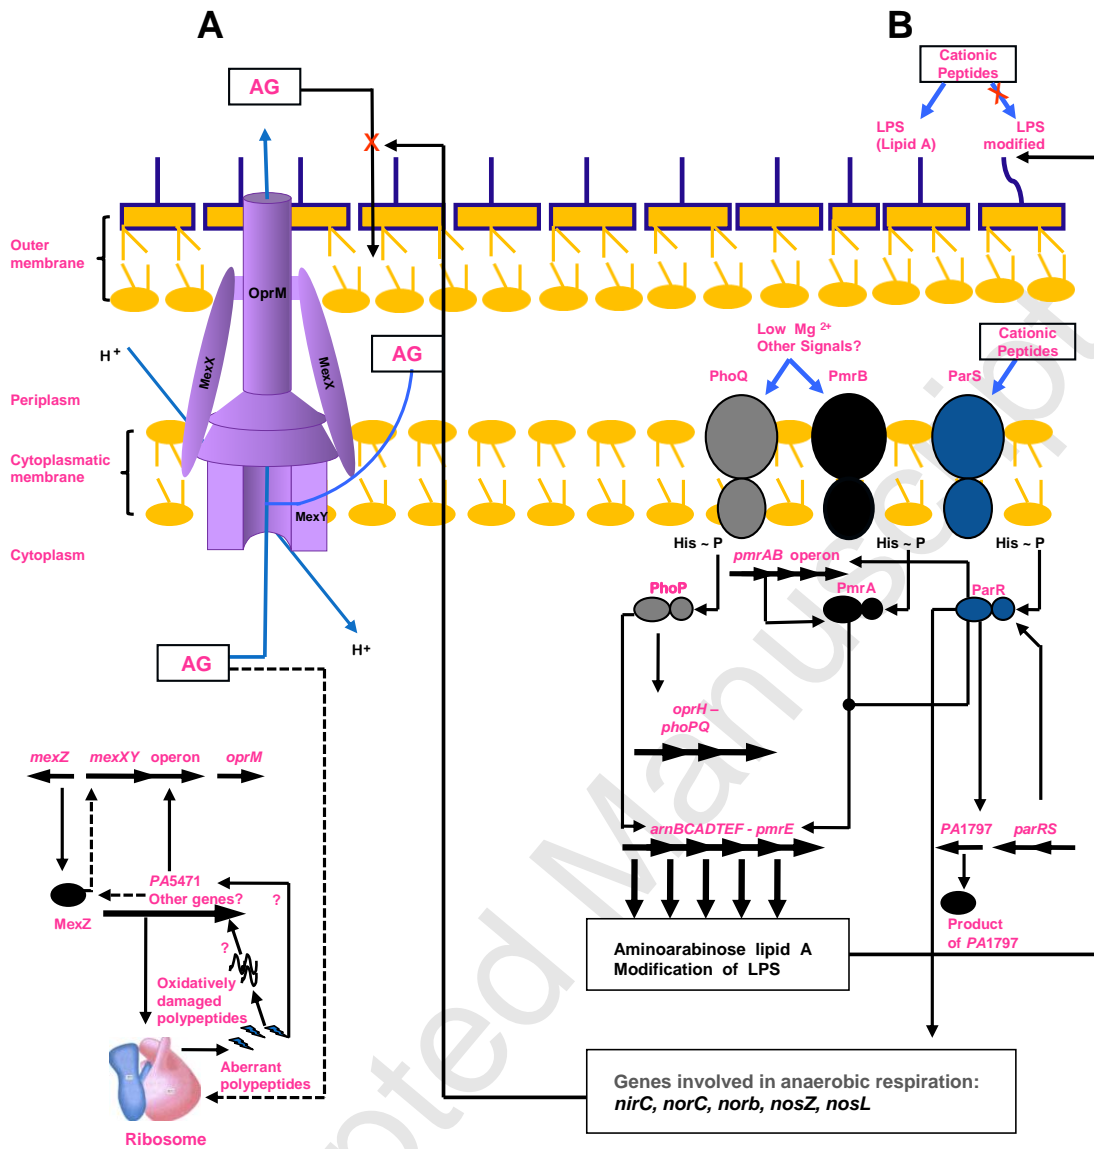 A
B
AG
Cationic
Peptides
LPS
(Lipid A)
LPS
modified
Outer
membrane
OprM
MexX
MexX
H+
AG
Low Mg 2+
Other Signals?
Cationic
Peptides
PhoQ
PmrB
ParS
Periplasm
Cytoplasmatic
membrane
MexY
Cytoplasm
His ~ P
His ~ P
His ~ P
pmrAB operon
PhoP
PmrA
ParR
H+
AG
oprH –
phoPQ
mexZ
mexXY operon
oprM
arnBCADTEF - pmrE
PA1797
parRS
PA5471
Other genes?
?
MexZ
?
Product
of PA1797
Aminoarabinose lipid A
Modification of LPS
Oxidatively
damaged
polypeptides
Aberrant
polypeptides
Ribosome
Genes involved in anaerobic respiration:
nirC, norC, norb, nosZ, nosL
pted Manuscript